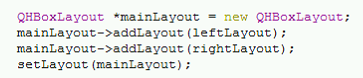 QHBoxLayout *mainLayout = new QHBoxLayout;
mainLayout->addLayout(leftLayout);
mainLayout->addLayout(rightLayout);
setLayout(mainLayout);